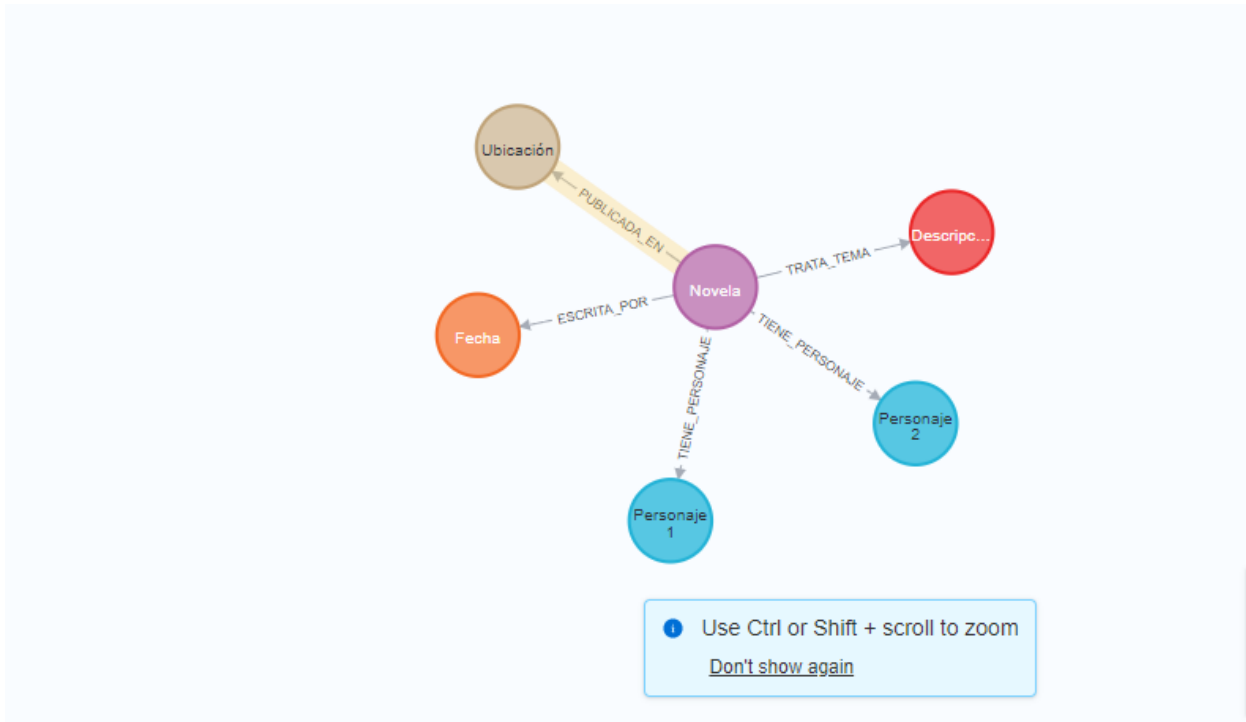 Ubicación
PUBLICADA_EN
Descripc...
TRATA_TEMA
Novela
ESCRITA_POR
Fecha
TIENE_PERSONAJE
TIENE_PERSONAJE
Personaje
2
Personaje
1
Use Ctrl or Shift + scroll to zoom
Don't show again